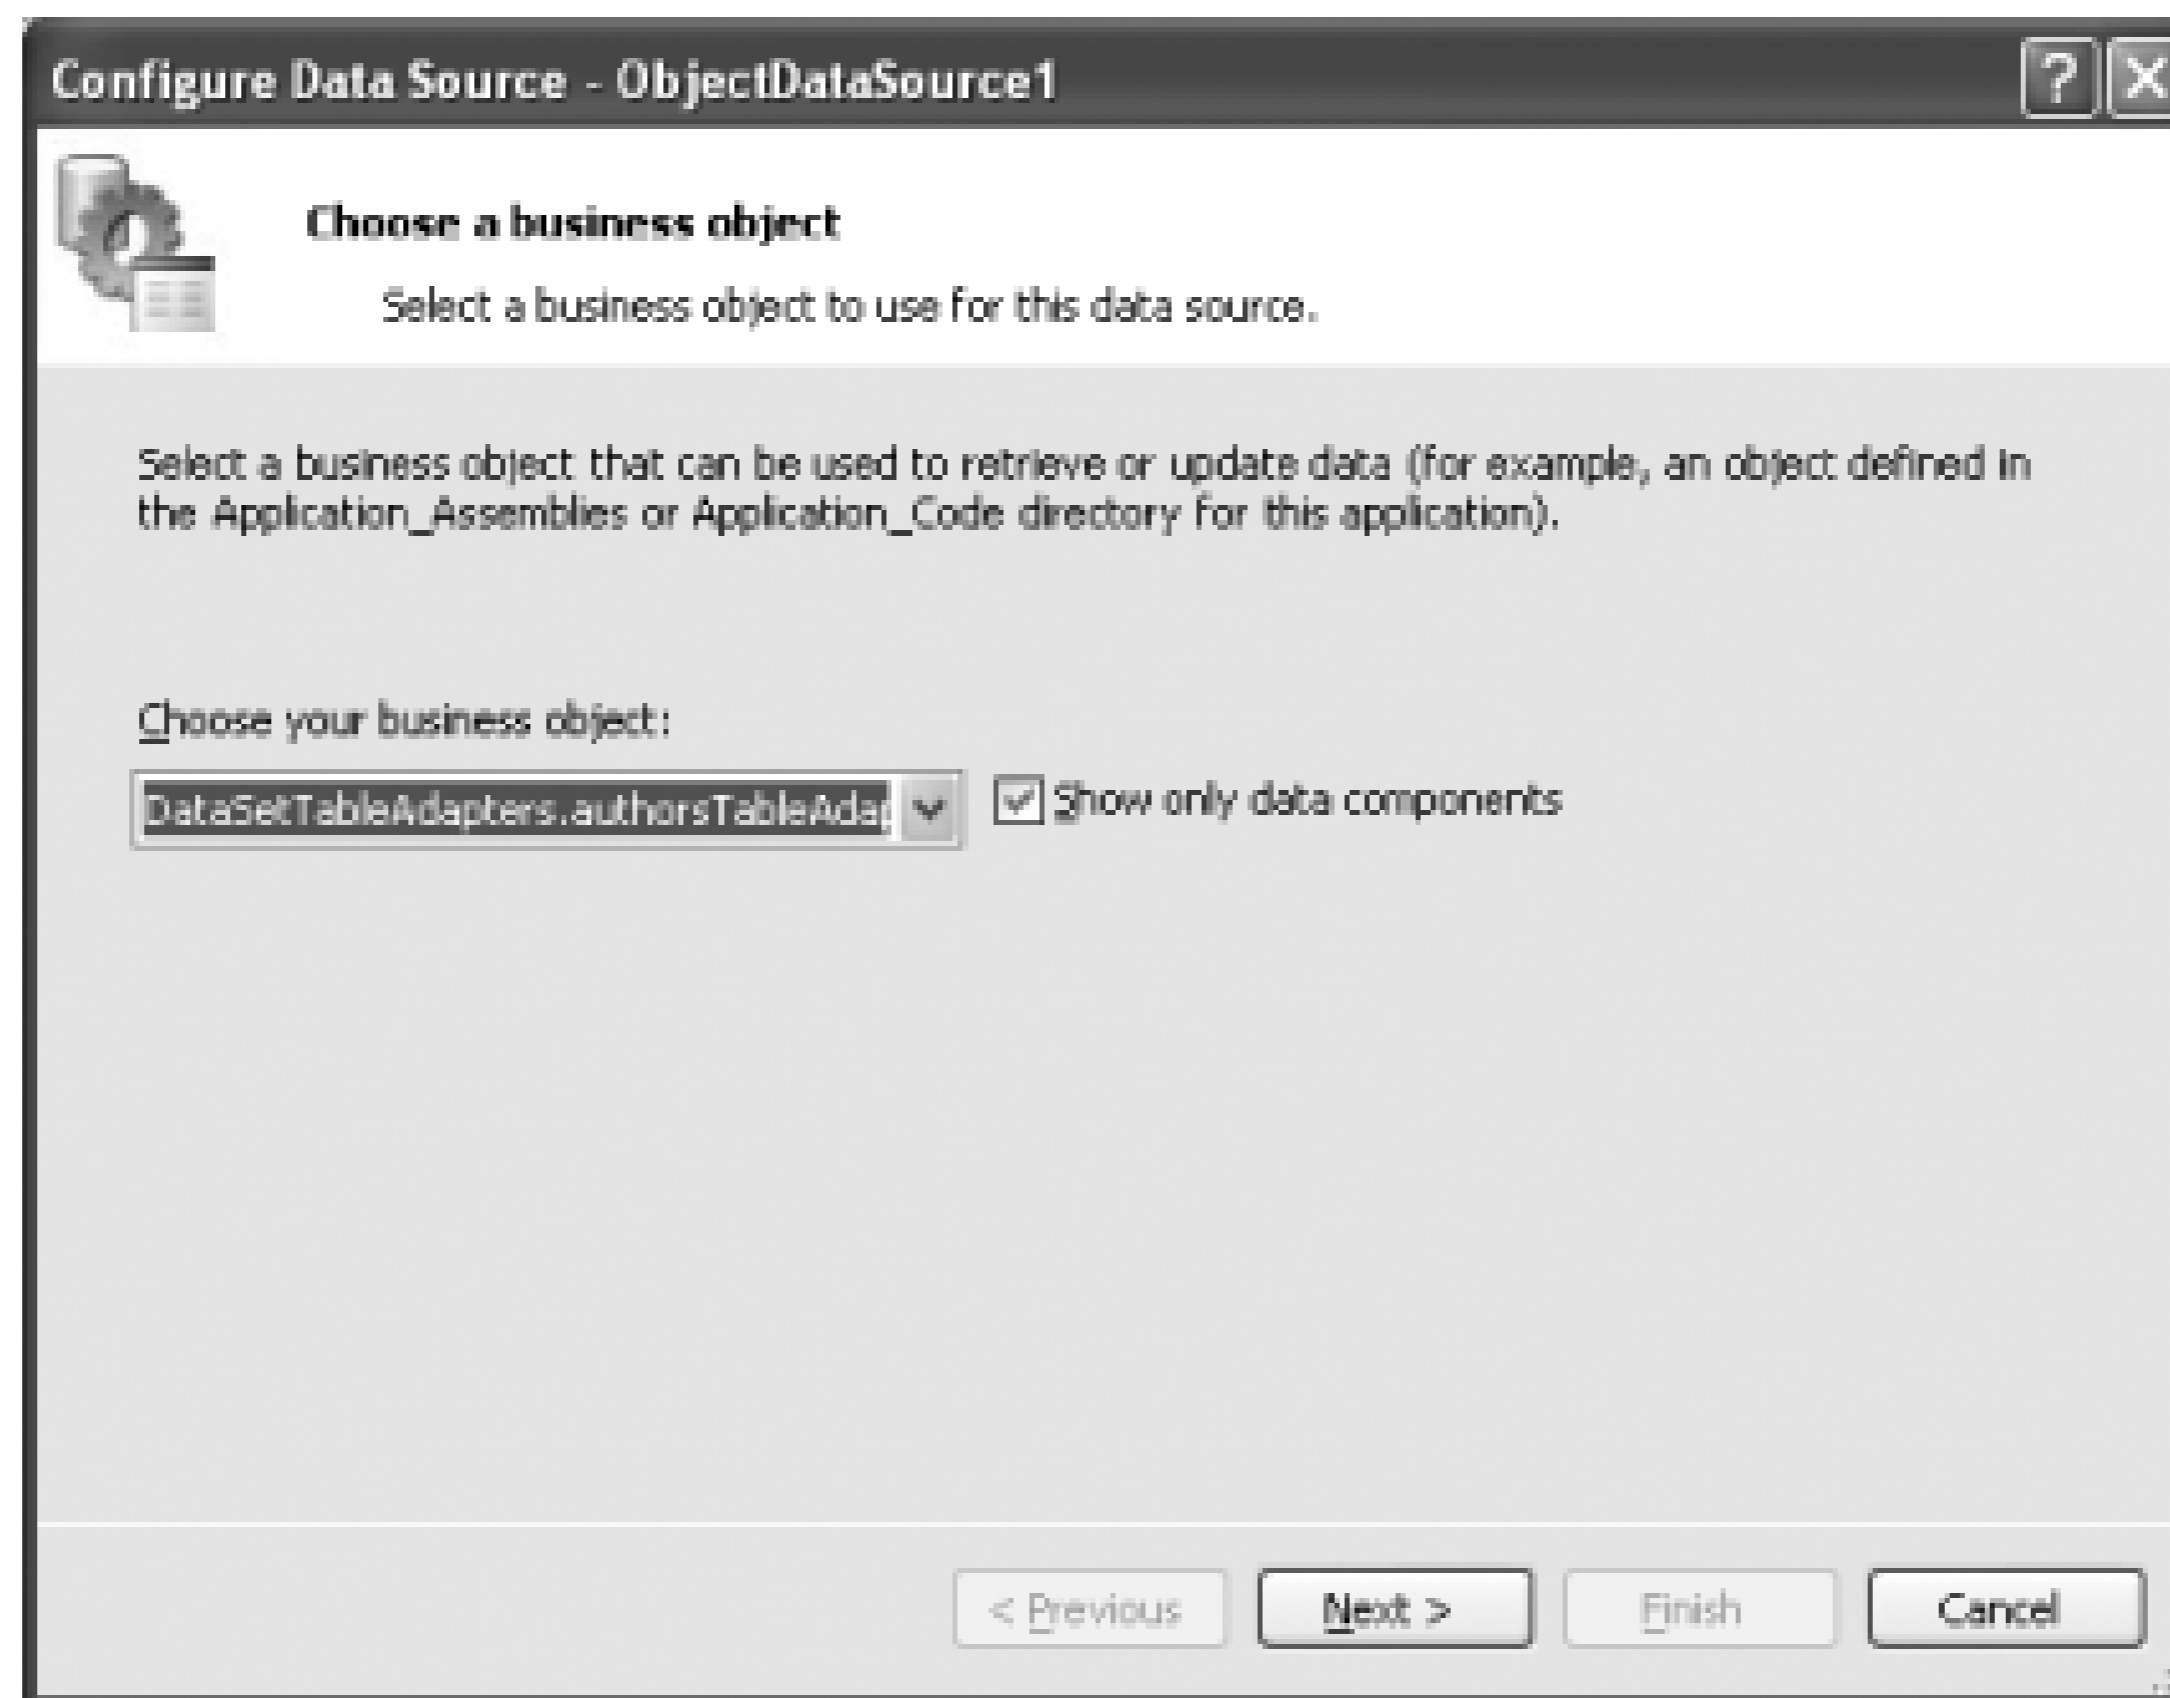 Configure Data Source - ObjectDataSource1
Choose a business object
Select a business object to use for this data source.
Select a business object that can be used to retrieve or update data (for example, an object defined in
the Application_Assemblies or Application_Code directory for this application).
Choose your business object:
DataSetTableAdapters.authorsTableAdap
Show only data components
< Previous
Next >
Finish
Cancel